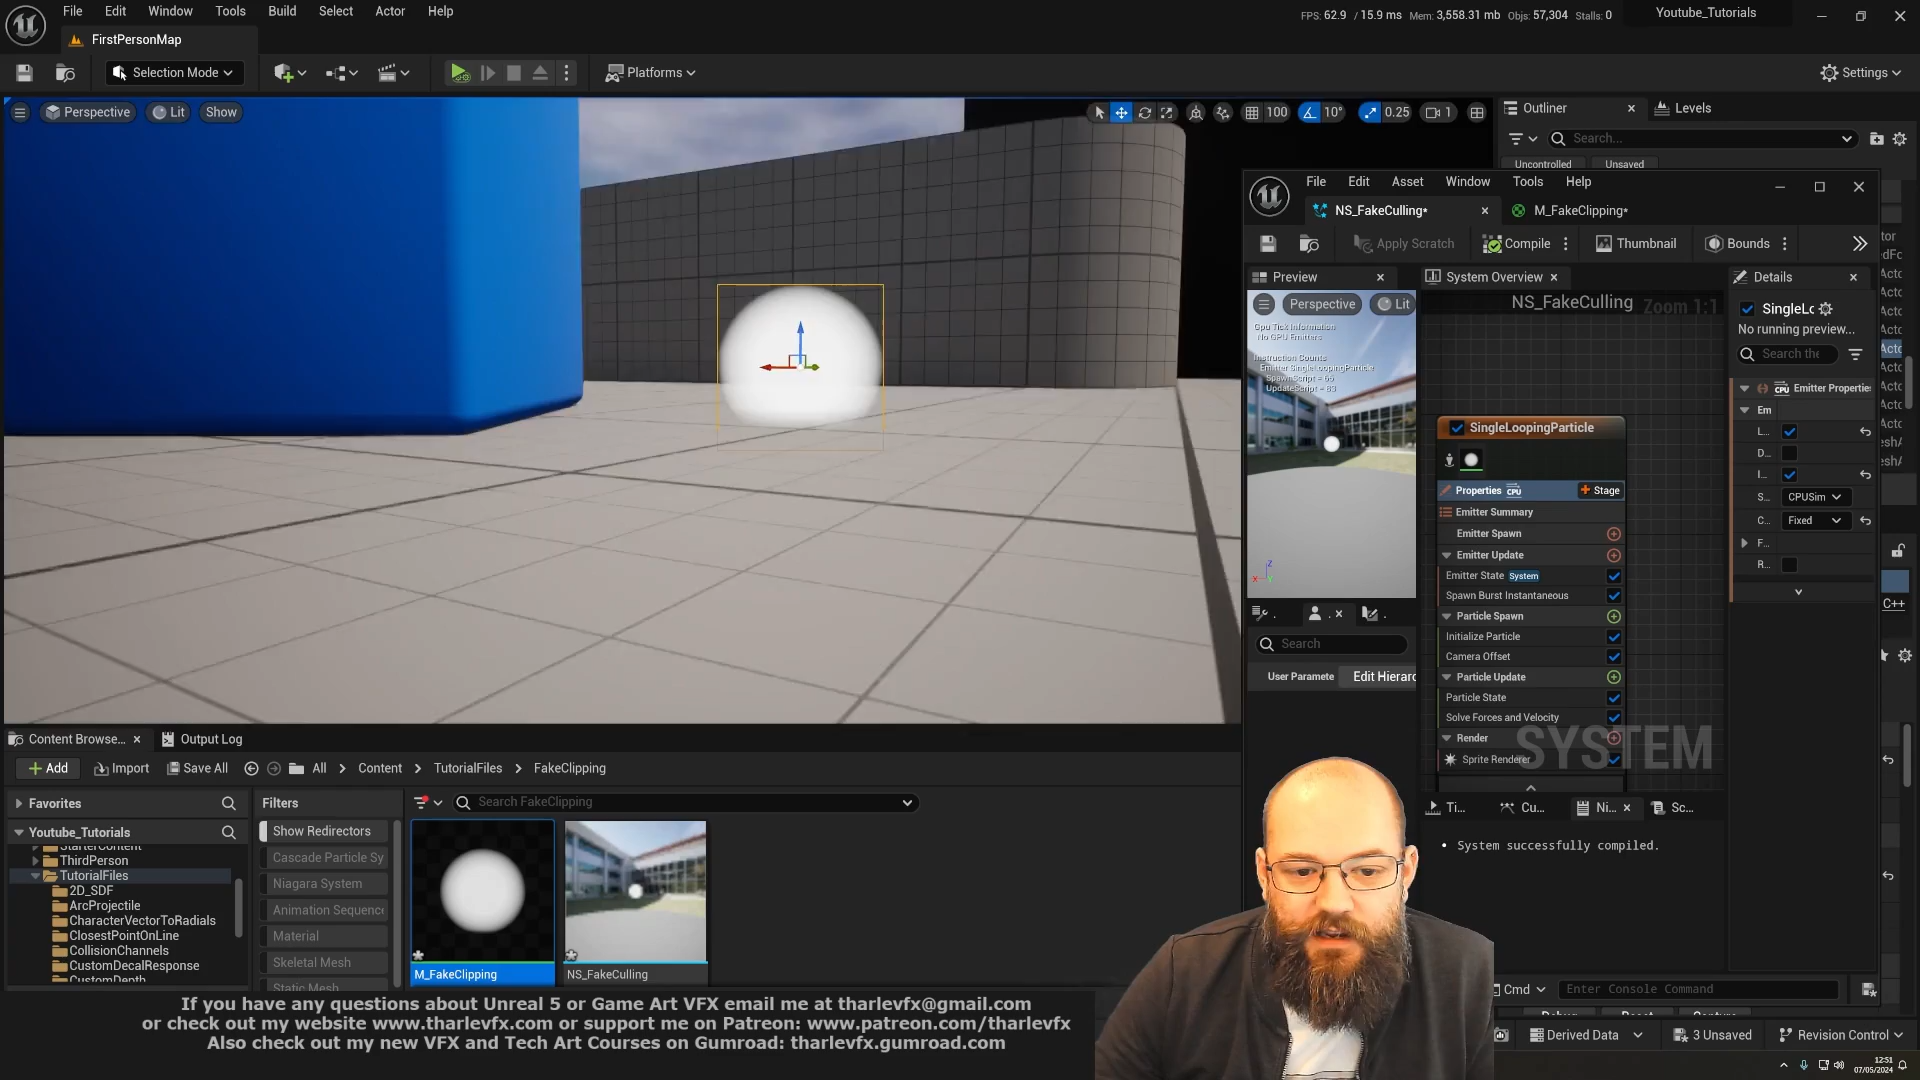 File Edit Window Tools Build Select Actor Help
FPS: 62.9 / 15.9 ms Mem: 3,558.31 mb Objs: 57,304 Stalls: 0
Youtube_Tutorials
FirstPersonMap
Selection Mode
Platforms
Settings
Perspective
Lit
Show
100
10°
0.25
1
Outliner
Levels
Search...
Uncontrolled
Unsaved
File Edit Asset Window Tools Help
NS_FakeCulling*
M_FakeClipping*
Apply Scratch
Compile
Thumbnail
Bounds
Preview
System Overview
Details
Perspective
Lit
Gpu Tick Information
No GPU Emitters
Instruction Counts
Emitter SingleLoopingParticle
NS_FakeCulling
Zoom 1:1
SingleLc
No running preview...
Search the
Emitter Propertie
Em
L...
D...
I...
S...
CPUSim
C...
Fixed
F...
R...
SingleLoopingParticle
Properties
CPU
Stage
Emitter Summary
Emitter Spawn
Emitter Update
Emitter State System
Spawn Burst Instantaneous
Particle Spawn
Initialize Particle
Camera Offset
Particle Update
Particle State
Solve Forces and Velocity
Render
Sprite Renderer
SYSTEM
Search
User Paramete
Edit Hierarc
Ti...
Cu...
Ni...
Sc...
System successfully compiled.
C++
Content Browse...
Output Log
Add
Import
Save All
All
Content
TutorialFiles
FakeClipping
Favorites
Filters
Search FakeClipping
Youtube_Tutorials
StarterContent
ThirdPerson
TutorialFiles
2D_SDF
ArcProjectile
CharacterVectorToRadials
ClosestPointOnLine
CollisionChannels
CustomDecalResponse
CustomDepth
Show Redirectors
Cascade Particle Sy
Niagara System
Animation Sequence
Material
Skeletal Mesh
Static Mesh
M_FakeClipping
NS_FakeCulling
Cmd
Enter Console Command
Derived Data
3 Unsaved
Revision Control
If you have any questions about Unreal 5 or Game Art VFX email me at tharlevfx@gmail.com
or check out my website www.tharlevfx.com or support me on Patreon: www.patreon.com/tharlevfx
Also check out my new VFX and Tech Art Courses on Gumroad: tharlevfx.gumroad.com
12:51
07/05/2024